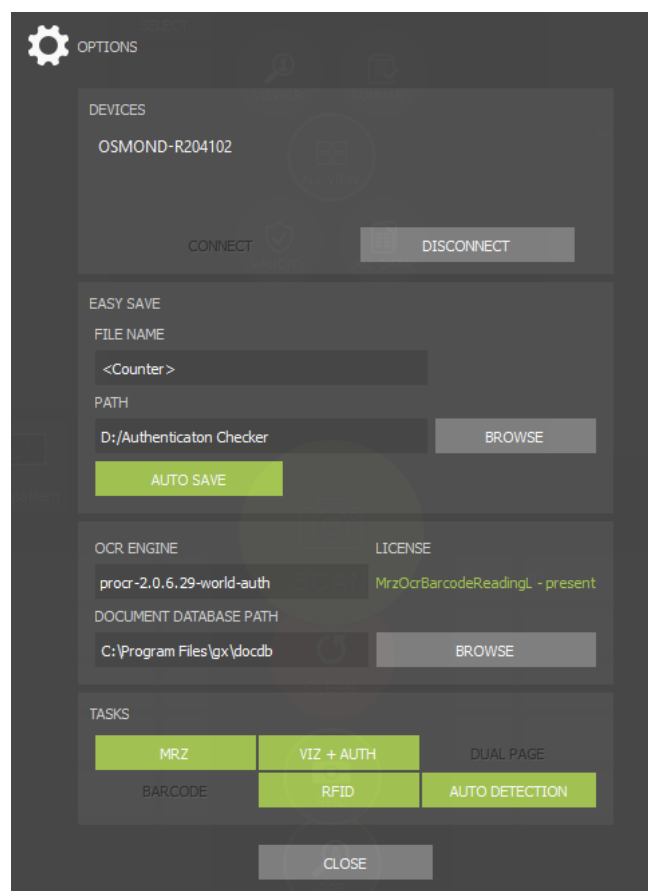 OPTIONS
DEVICES
OSMOND-R204102
CONNECT DISCONNECT
EASY SAVE
FILE NAME
<Counter>
PATH
D:/Authenticaton Checker BROWSE
AUTO SAVE
OCR ENGINE LICENSE
procr-2.0.6.29-world-auth MrzOcrBarcodeReadingL - present
DOCUMENT DATABASE PATH
C:\Program Files\gx\docdb BROWSE
TASKS
MRZ VIZ + AUTH DUAL PAGE
BARCODE RFID AUTO DETECTION
CLOSE